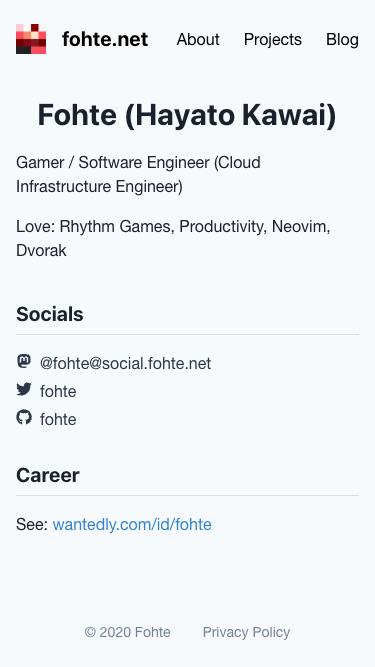 fohte.net About Projects Blog
Fohte (Hayato Kawai)
Gamer / Software Engineer (Cloud
Infrastructure Engineer)
Love: Rhythm Games, Productivity, Neovim,
Dvorak
Socials
@fohte@social.fohte.net
fohte
fohte
Career
See: wantedly.com/id/fohte
© 2020 Fohte Privacy Policy